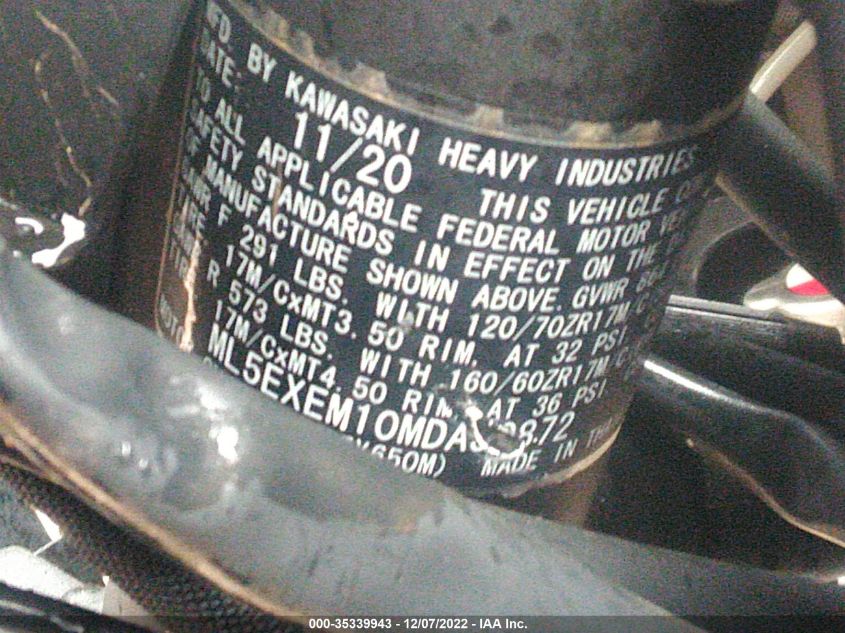 MFD. BY KAWASAKI HEAVY INDUSTRIES
DATE: 11/20 THIS VEHICLE
TO ALL APPLICABLE FEDERAL MOTOR
SAFETY STANDARDS IN EFFECT ON THE
OF MANUFACTURE SHOWN ABOVE. GVWR
F 291 LBS. WITH 120/70ZR17M/C
17M/CxMT3.50 RIM, AT 32 PSI
R 573 LBS. WITH 160/60ZR17M/C
17M/CxMT4.50 RIM, AT 36 PSI
MADE IN
000-35339943 - 12/07/2022 - IAA Inc.